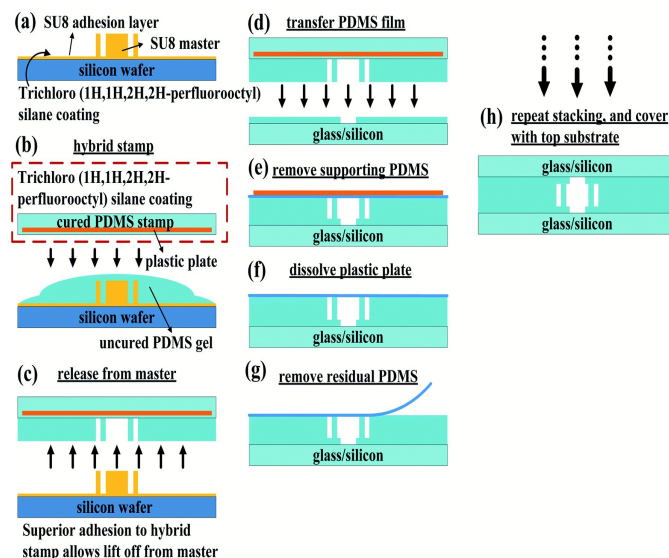 (a)
SU8 adhesion layer
SU8 master
silicon wafer
Trichloro (1H,1H,2H,2H-perfluorooctyl)
silane coating
(b)
hybrid stamp
Trichloro (1H,1H,2H,2H-
perfluorooctyl) silane coating
cured PDMS stamp
plastic plate
silicon wafer
uncured PDMS gel
(c)
release from master
silicon wafer
Superior adhesion to hybrid
stamp allows lift off from master
(d)
transfer PDMS film
glass/silicon
(e)
remove supporting PDMS
glass/silicon
(f)
dissolve plastic plate
glass/silicon
(g)
remove residual PDMS
glass/silicon
(h)
repeat stacking, and cover
with top substrate
glass/silicon
glass/silicon